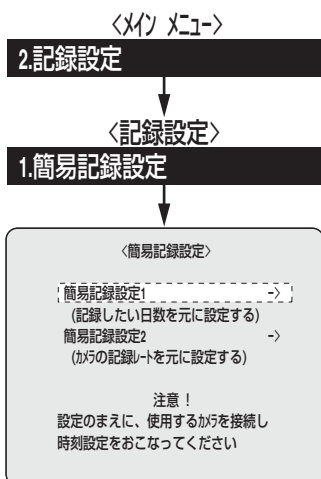 〈ﾒｲﾝ ﾒﾆｭｰ〉
2.記録設定
〈記録設定〉
1.簡易記録設定
〈簡易記録設定〉
簡易記録設定1 -〉
(記録したい日数を元に設定する)
簡易記録設定2 -〉
(ｶﾒﾗの記録ﾚｰﾄを元に設定する)
注意！
設定のまえに、使用するｶﾒﾗを接続し
時刻設定をおこなってください